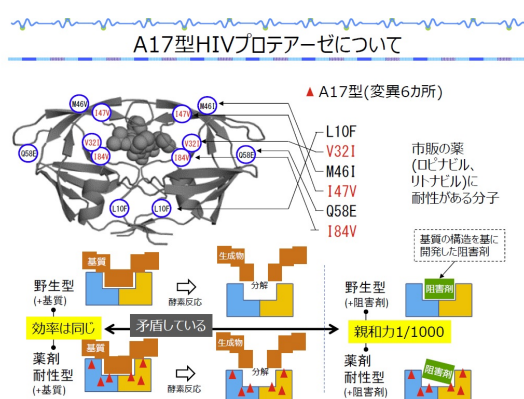 A17型HIVプロテアーゼについて
▲ A17型(変異6カ所)
M46V
I47V
I47V
M46I
V32I
I84V
V32I
I84V
Q58E
Q58E
L10F
L10F
L10F
V32I
M46I
I47V
Q58E
I84V
市販の薬
(ロピナビル、
リトナビル)に
耐性がある分子
基質の構造を基に
開発した阻害剤
野生型
(+基質)
基質
酵素反応
生成物
分解
野生型
(+阻害剤)
阻害剤
効率は同じ
矛盾している
親和力1/1000
薬剤
耐性型
(+基質)
基質
酵素反応
生成物
分解
薬剤
耐性型
(+阻害剤)
阻害剤